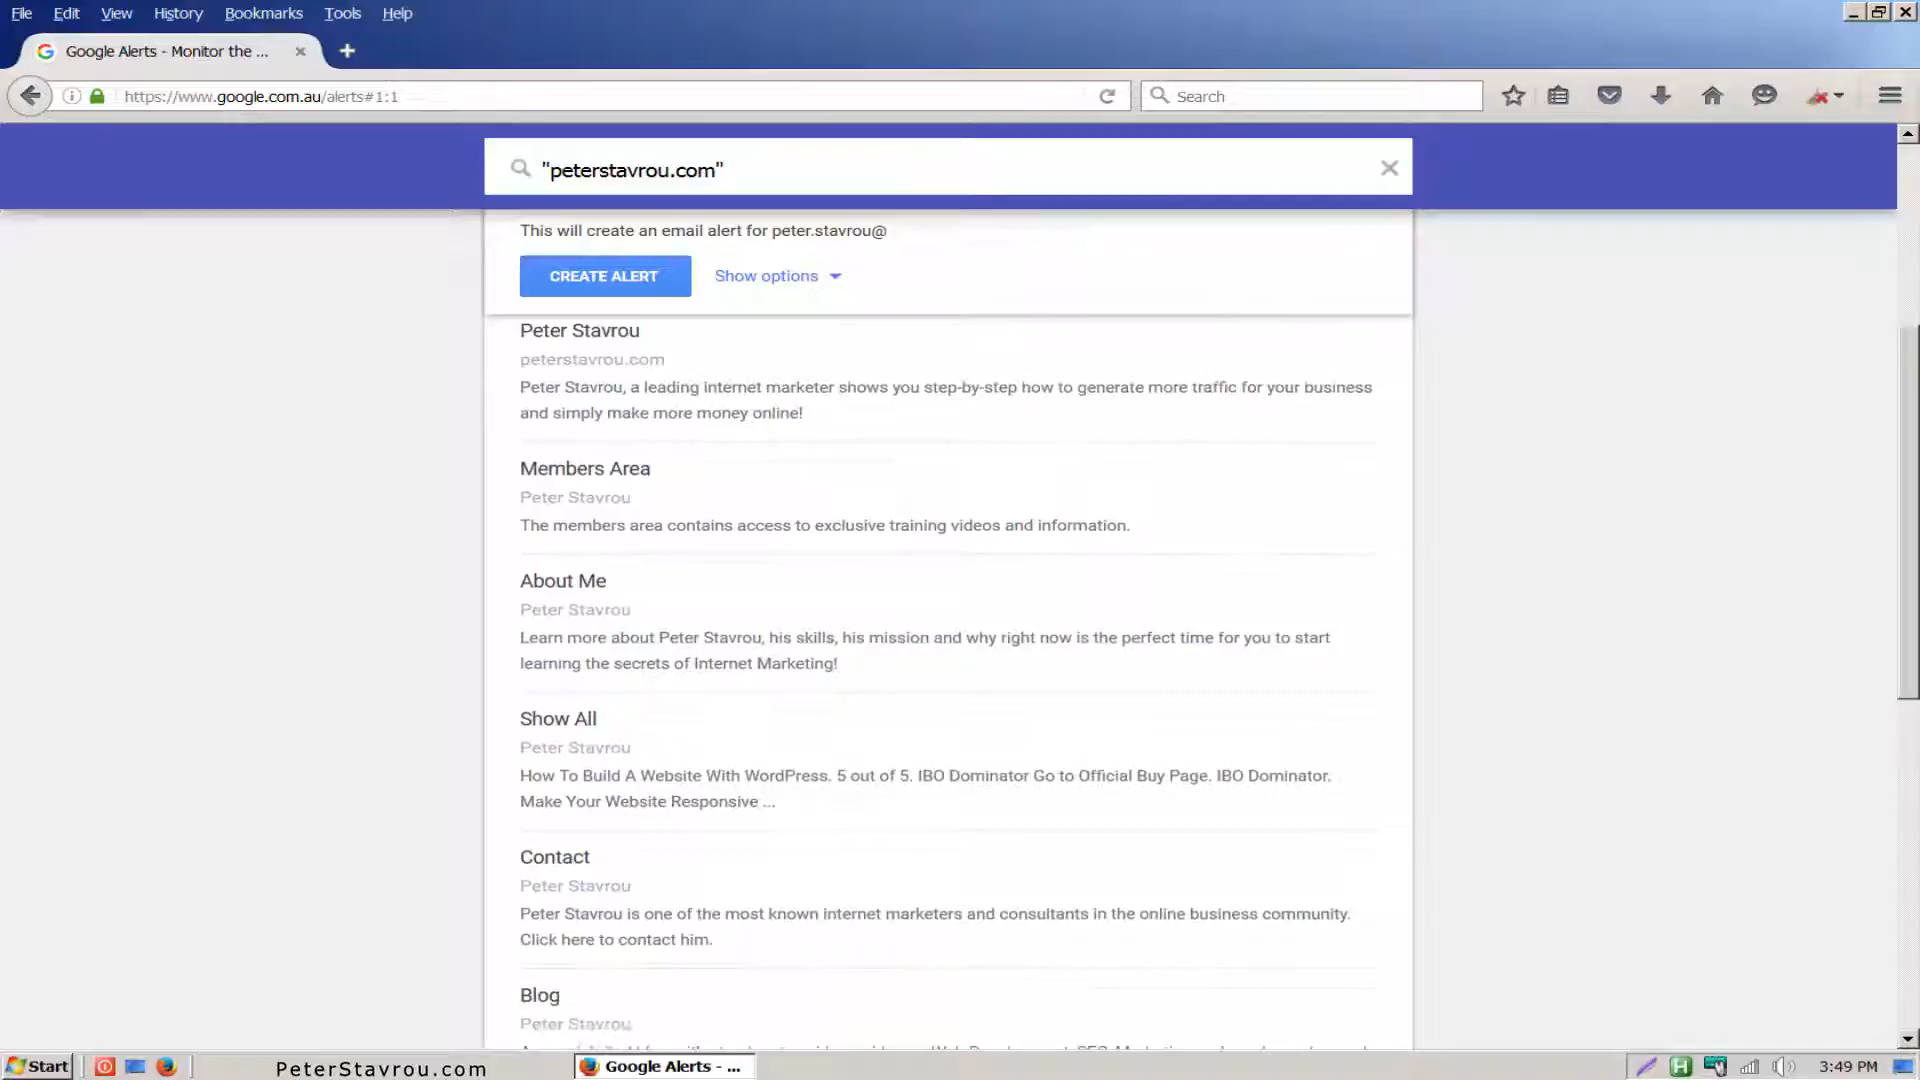 File Edit View History Bookmarks Tools Help
Google Alerts - Monitor the ...
https://www.google.com.au/alerts#1:1
Search
"peterstavrou.com"
This will create an email alert for peter.stavrou@
CREATE ALERT Show options
Peter Stavrou
peterstavrou.com
Peter Stavrou, a leading internet marketer shows you step-by-step how to generate more traffic for your business
and simply make more money online!
Members Area
Peter Stavrou
The members area contains access to exclusive training videos and information.
About Me
Peter Stavrou
Learn more about Peter Stavrou, his skills, his mission and why right now is the perfect time for you to start
learning the secrets of Internet Marketing!
Show All
Peter Stavrou
How To Build A Website With WordPress. 5 out of 5. IBO Dominator Go to Official Buy Page. IBO Dominator.
Make Your Website Responsive ...
Contact
Peter Stavrou
Peter Stavrou is one of the most known internet marketers and consultants in the online business community.
Click here to contact him.
Blog
Peter Stavrou
Start PeterStavrou.com Google Alerts - ... 3:49 PM